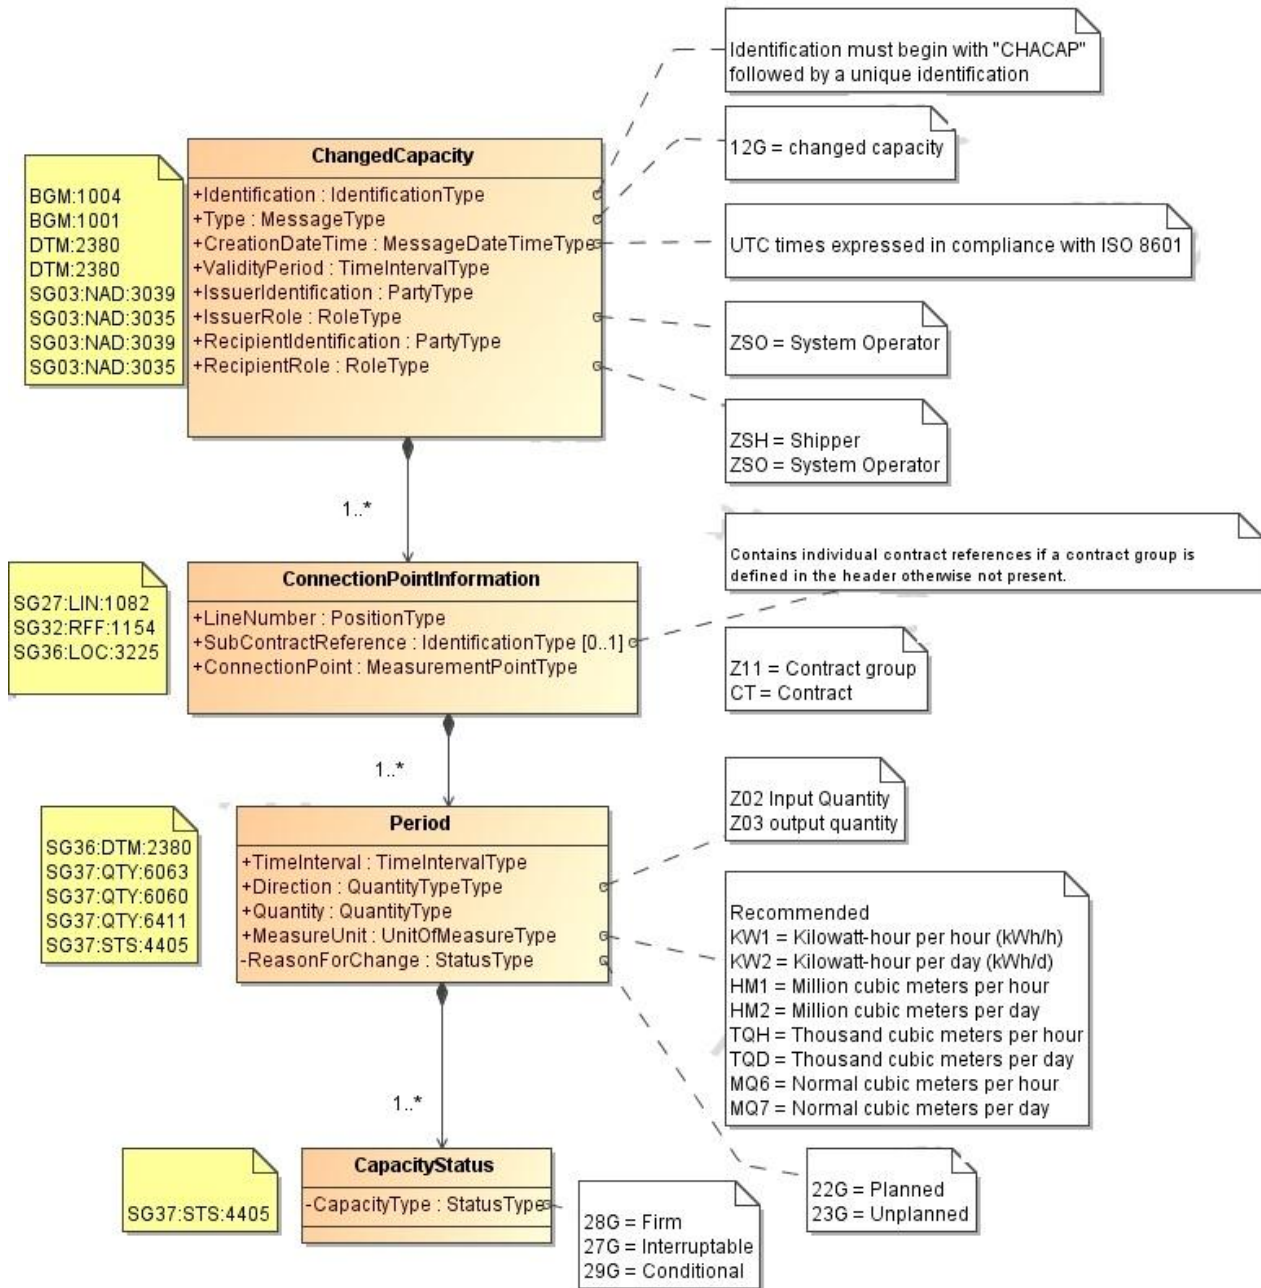 Identification must begin with "CHACAP"
followed by a unique identification
12G = changed capacity
ChangedCapacity
BGM:1004
BGM:1001
DTM:2380
DTM:2380
SG03:NAD:3039
SG03:NAD:3035
SG03:NAD:3039
SG03:NAD:3035
+Identification : IdentificationType
+Type : MessageType
+CreationDateTime : MessageDateTimeType
+ValidityPeriod : TimeIntervalType
+IssuerIdentification : PartyType
+IssuerRole : RoleType
+RecipientIdentification : PartyType
+RecipientRole : RoleType
UTC times expressed in compliance with ISO 8601
ZSO = System Operator
ZSH = Shipper
ZSO = System Operator
1..*
Contains individual contract references if a contract group is
defined in the header otherwise not present.
ConnectionPointInformation
SG27:LIN:1082
SG32:RFF:1154
SG36:LOC:3225
+LineNumber : PositionType
+SubContractReference : IdentificationType [0..1]
+ConnectionPoint : MeasurementPointType
Z11 = Contract group
CT = Contract
1..*
Z02 Input Quantity
Z03 output quantity
Period
SG36:DTM:2380
SG37:QTY:6063
SG37:QTY:6060
SG37:QTY:6411
SG37:STS:4405
+TimeInterval : TimeIntervalType
+Direction : QuantityTypeType
+Quantity : QuantityType
+MeasureUnit : UnitOfMeasureType
-ReasonForChange : StatusType
Recommended
KW1 = Kilowatt-hour per hour (kWh/h)
KW2 = Kilowatt-hour per day (kWh/d)
HM1 = Million cubic meters per hour
HM2 = Million cubic meters per day
TQH = Thousand cubic meters per hour
TQD = Thousand cubic meters per day
MQ6 = Normal cubic meters per hour
MQ7 = Normal cubic meters per day
1..*
CapacityStatus
SG37:STS:4405
-CapacityType : StatusType
22G = Planned
23G = Unplanned
28G = Firm
27G = Interruptable
29G = Conditional